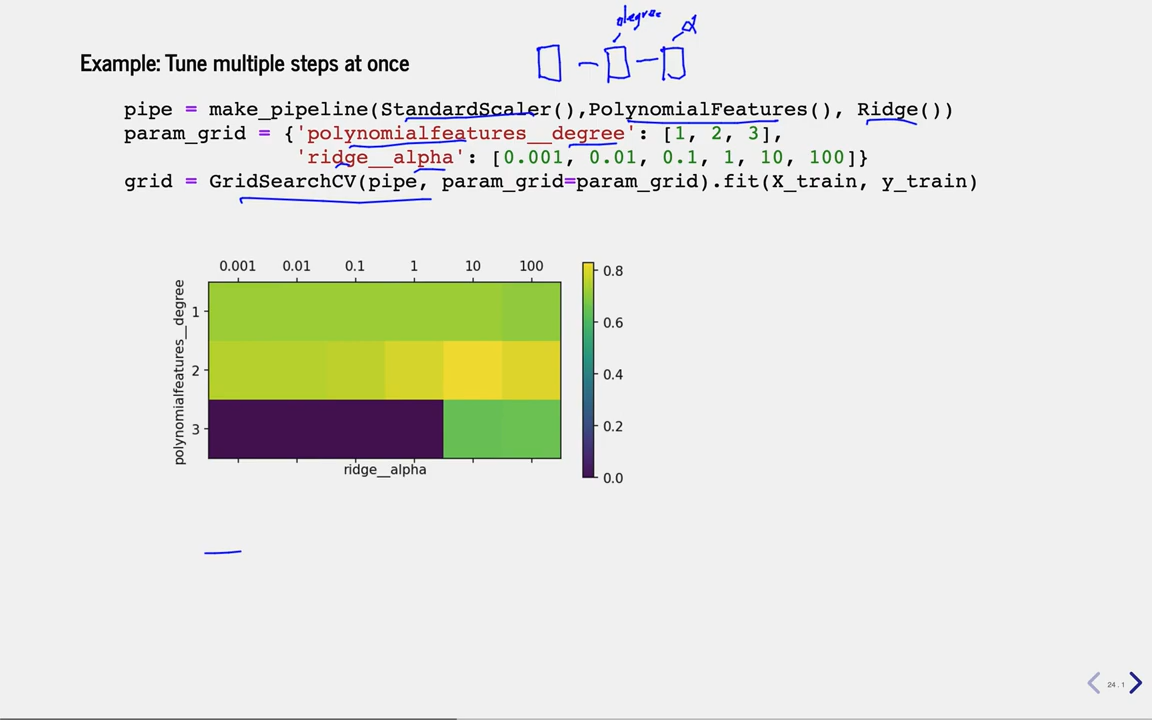 degree
α
Example: Tune multiple steps at once
pipe = make_pipeline(StandardScaler(),PolynomialFeatures(), Ridge())
param_grid = {'polynomialfeatures__degree': [1, 2, 3],
'ridge__alpha': [0.001, 0.01, 0.1, 1, 10, 100]}
grid = GridSearchCV(pipe, param_grid=param_grid).fit(X_train, y_train)
0.001 0.01 0.1 1 10 100
polynomialfeatures__degree
1
2
3
ridge__alpha
0.8
0.6
0.4
0.2
0.0
24 . 1